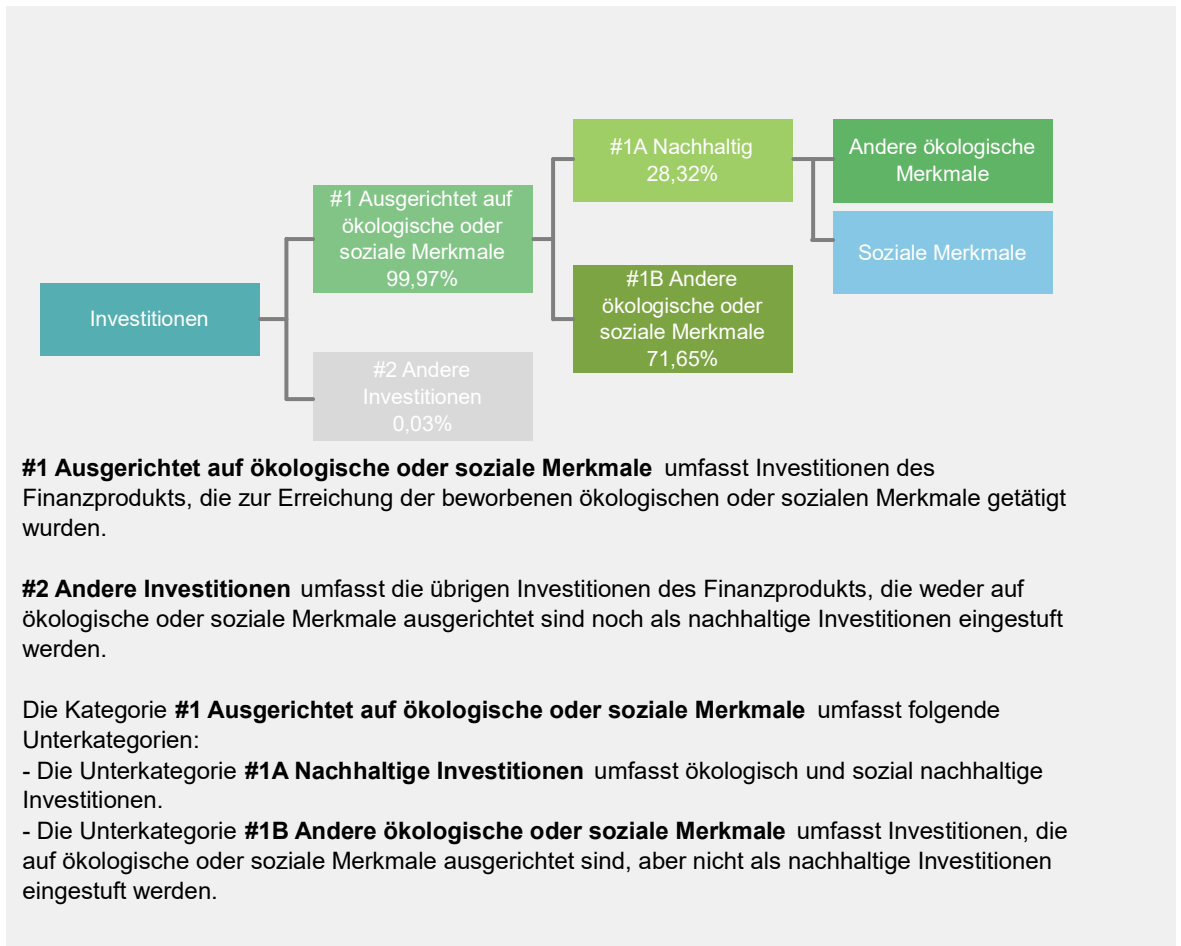 Investitionen
#1 Ausgerichtet auf
ökologische oder
soziale Merkmale
99,97%
#2 Andere
Investitionen
0,03%
#1A Nachhaltig
28,32%
#1B Andere
ökologische oder
soziale Merkmale
71,65%
Andere ökologische
Merkmale
Soziale Merkmale
#1 Ausgerichtet auf ökologische oder soziale Merkmale umfasst Investitionen des
Finanzprodukts, die zur Erreichung der beworbenen ökologischen oder sozialen Merkmale getätigt
wurden.
#2 Andere Investitionen umfasst die übrigen Investitionen des Finanzprodukts, die weder auf
ökologische oder soziale Merkmale ausgerichtet sind noch als nachhaltige Investitionen eingestuft
werden.
Die Kategorie #1 Ausgerichtet auf ökologische oder soziale Merkmale umfasst folgende
Unterkategorien:
- Die Unterkategorie #1A Nachhaltige Investitionen umfasst ökologisch und sozial nachhaltige
Investitionen.
- Die Unterkategorie #1B Andere ökologische oder soziale Merkmale umfasst Investitionen, die
auf ökologische oder soziale Merkmale ausgerichtet sind, aber nicht als nachhaltige Investitionen
eingestuft werden.